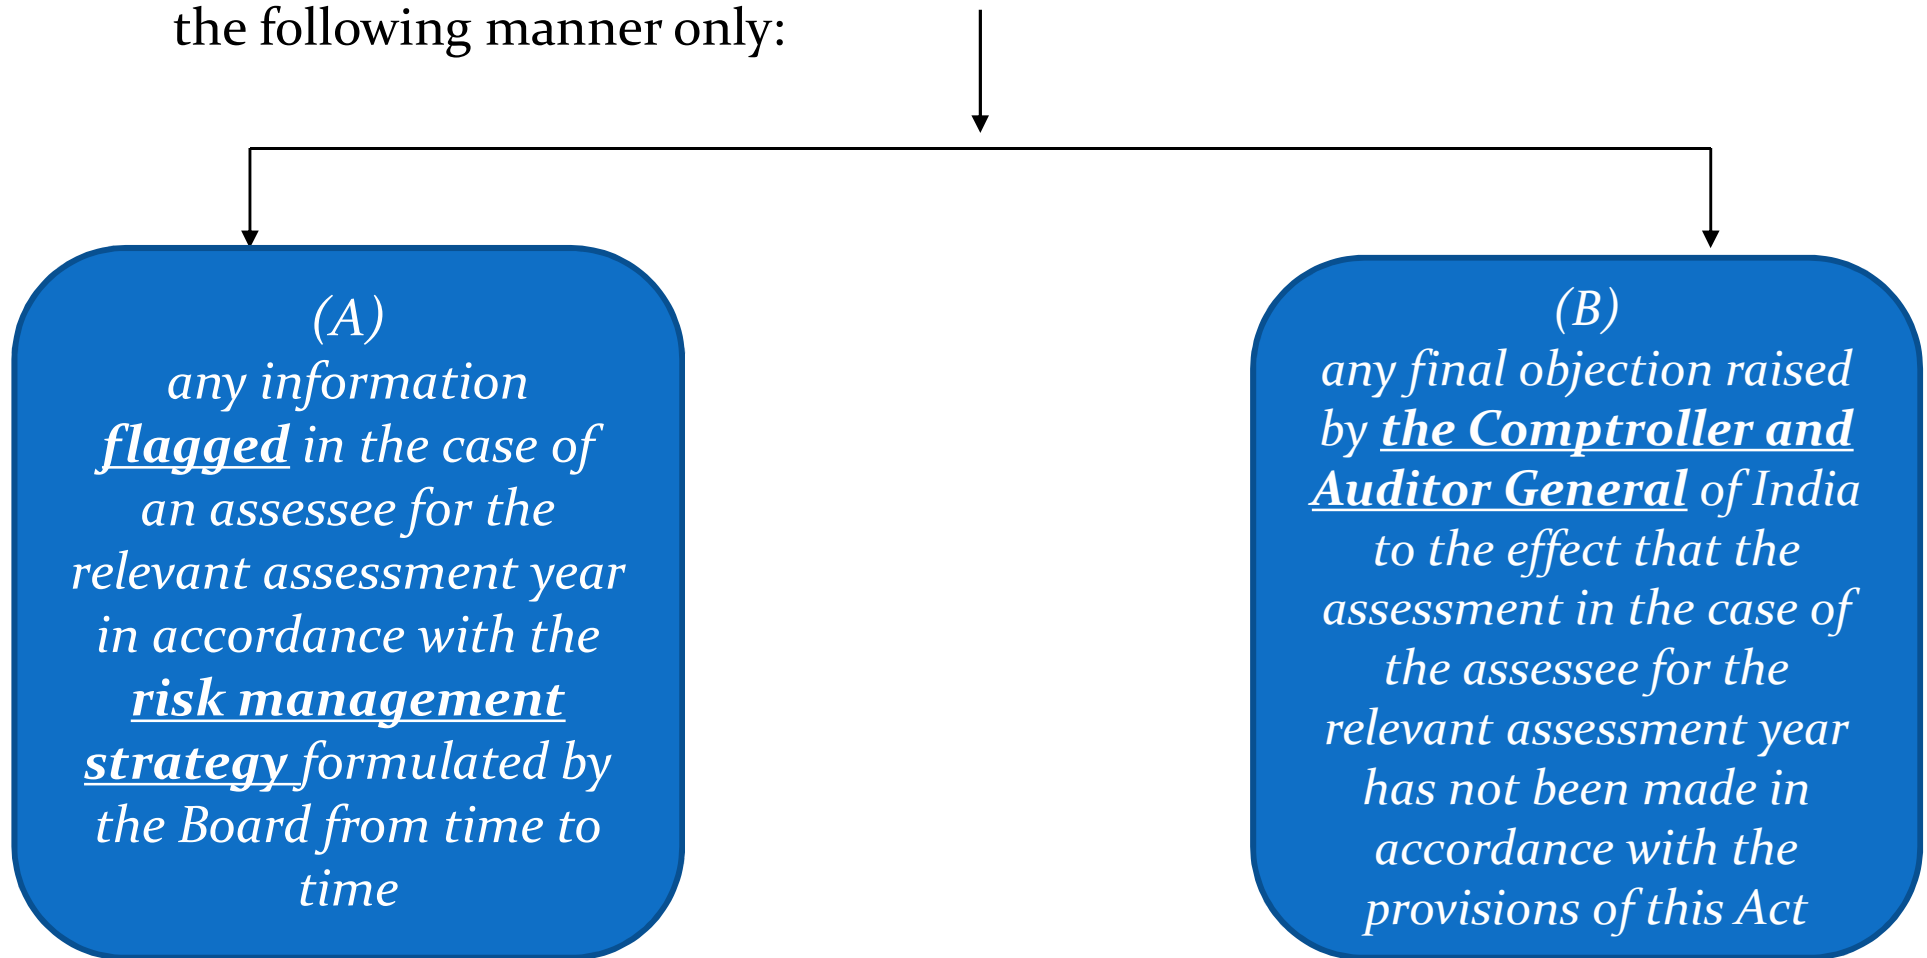 the following manner only:
(A)
any information
flagged in the case of
an assessee for the
relevant assessment year
in accordance with the
risk management
strategy formulated by
the Board from time to
time
(B)
any final objection raised
by the Comptroller and
Auditor General of India
to the effect that the
assessment in the case of
the assessee for the
relevant assessment year
has not been made in
accordance with the
provisions of this Act